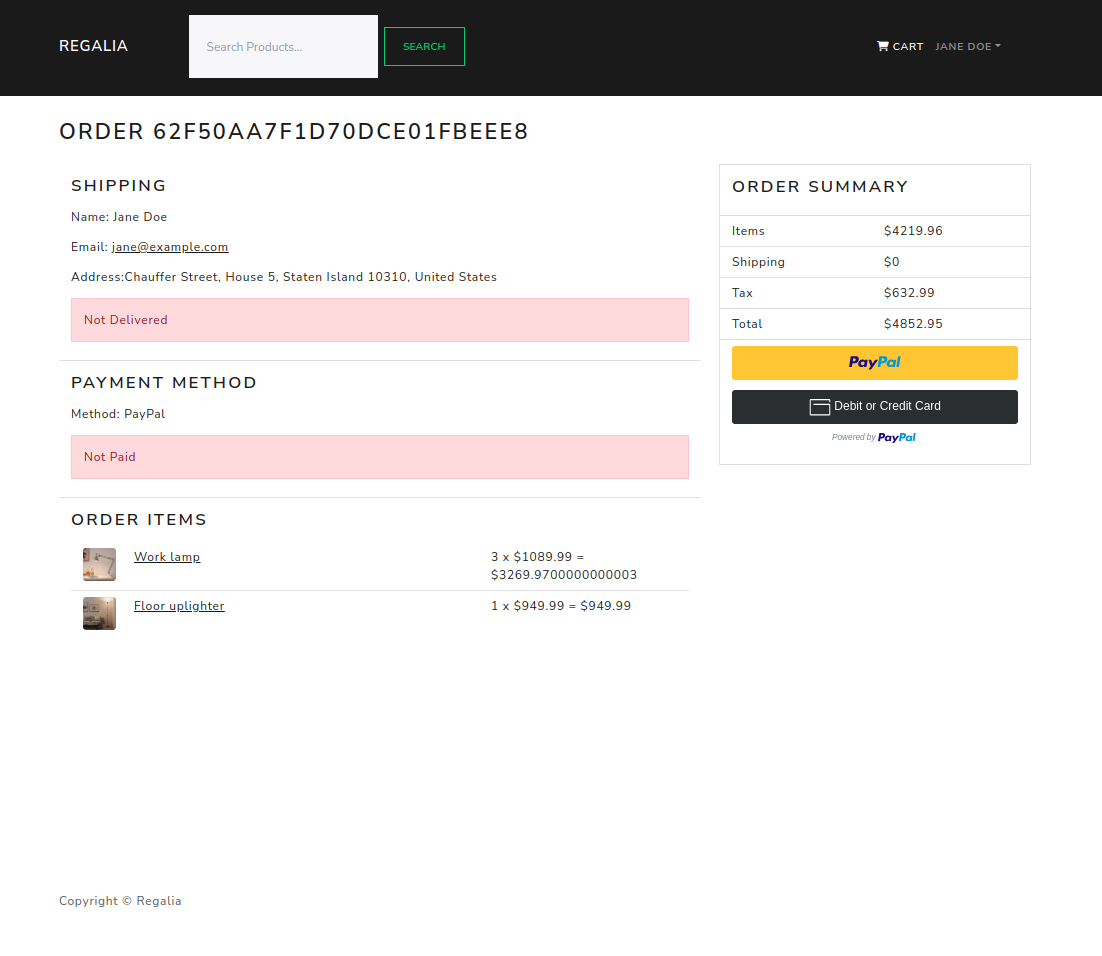 REGALIA
Search Products...
SEARCH
CART
JANE DOE
ORDER 62F50AA7F1D70DCE01FBEEE8
SHIPPING
Name: Jane Doe
Email: jane@example.com
Address:Chauffer Street, House 5, Staten Island 10310, United States
Not Delivered
PAYMENT METHOD
Method: PayPal
Not Paid
ORDER ITEMS
Work lamp
3 x $1089.99 =
$3269.9700000000003
Floor uplighter
1 x $949.99 = $949.99
ORDER SUMMARY
Items $4219.96
Shipping $0
Tax $632.99
Total $4852.95
PayPal
Debit or Credit Card
Powered by PayPal
Copyright © Regalia